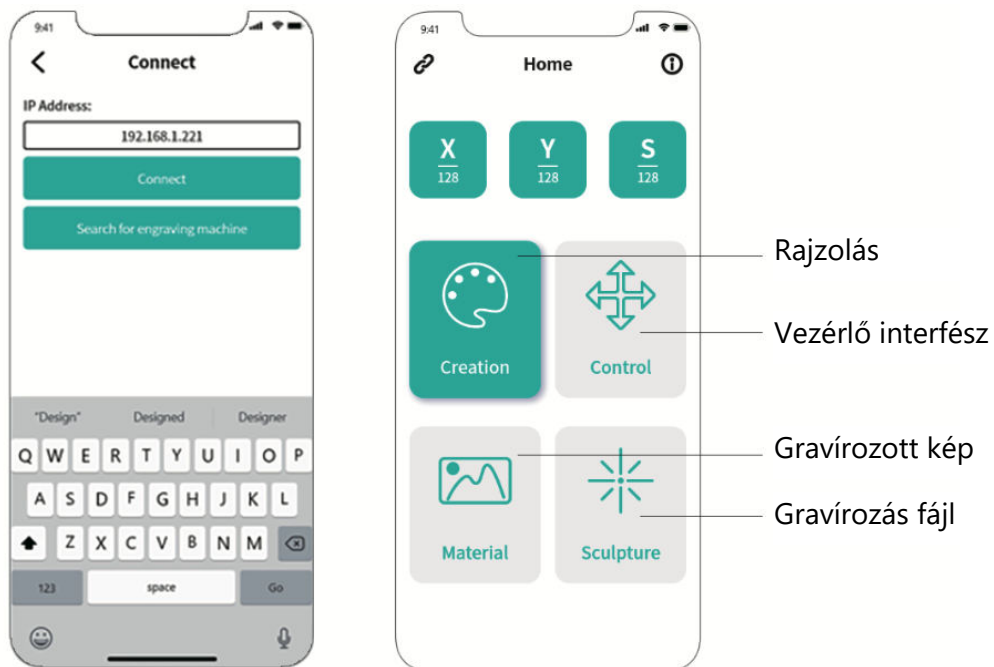 9:41
Connect
IP Address:
192.168.1.221
Connect
Search for engraving machine
"Design" Designed Designer
Q W E R T Y U I O P
A S D F G H J K L
Z X C V B N M
123 space Go
9:41
Home
X Y S
128 128 128
Creation
Control
Material
Sculpture
Rajzolás
Vezérlő interfész
Gravírozott kép
Gravírozás fájl